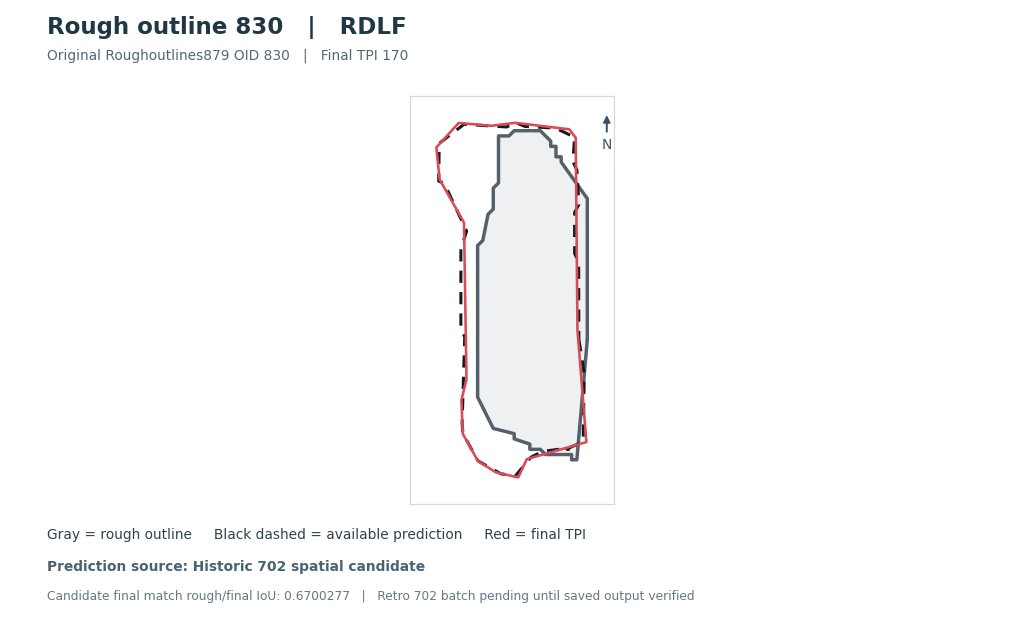 Rough outline 830 | RDLF
Original Roughoutlines879 OID 830 | Final TPI 170
N
Gray = rough outline Black dashed = available prediction Red = final TPI
Prediction source: Historic 702 spatial candidate
Candidate final match rough/final IoU: 0.6700277 | Retro 702 batch pending until saved output verified